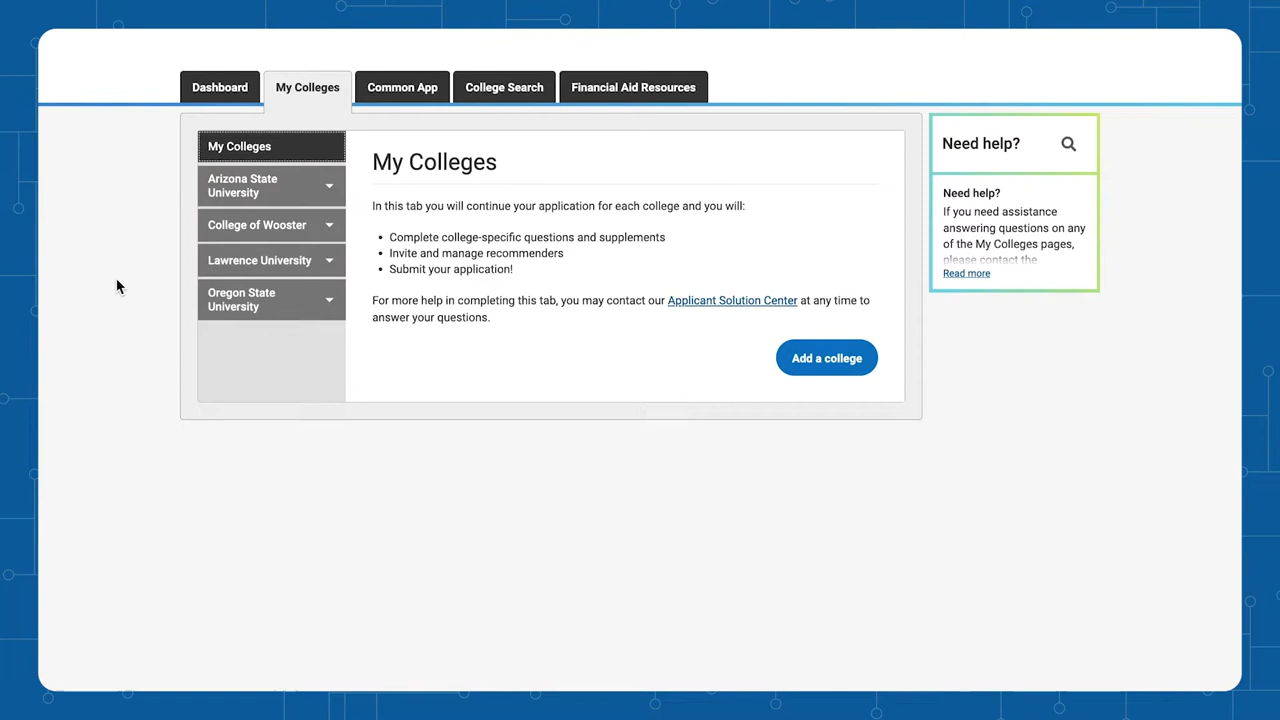 Dashboard
My Colleges
Common App
College Search
Financial Aid Resources
My Colleges
Arizona State
University
College of Wooster
Lawrence University
Oregon State
University
My Colleges
In this tab you will continue your application for each college and you will:
• Complete college-specific questions and supplements
• Invite and manage recommenders
• Submit your application!
For more help in completing this tab, you may contact our Applicant Solution Center at any time to
answer your questions.
Add a college
Need help?
Need help?
If you need assistance
answering questions on any
of the My Colleges pages,
please contact the
Read more